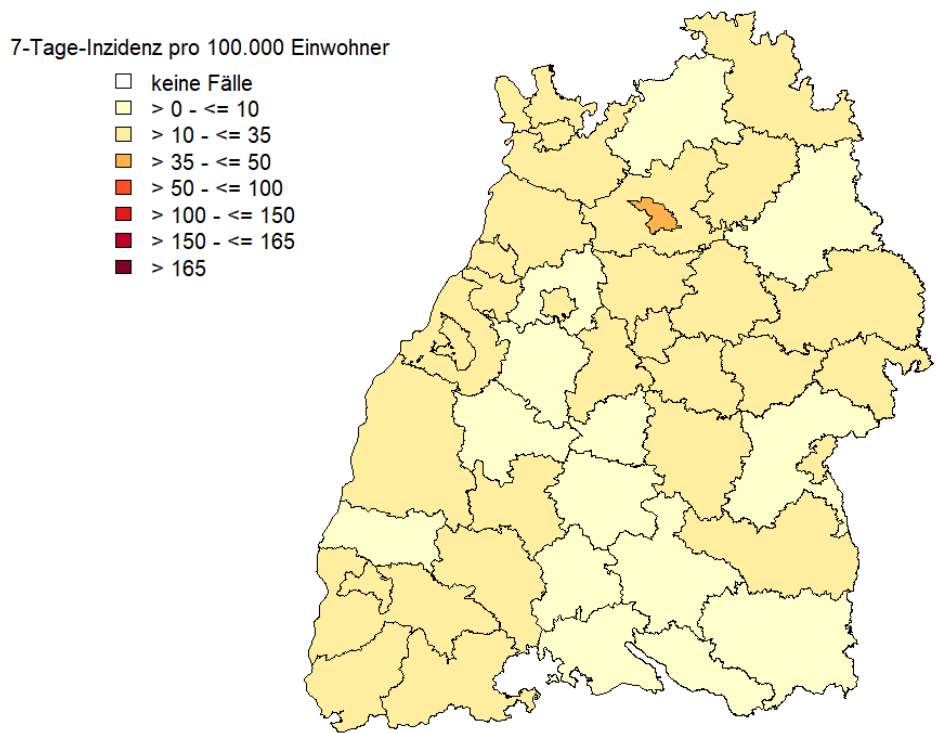 7-Tage-Inzidenz pro 100.000 Einwohner
keine Fälle
> 0 - <= 10
> 10 - <= 35
> 35 - <= 50
> 50 - <= 100
> 100 - <= 150
> 150 - <= 165
> 165